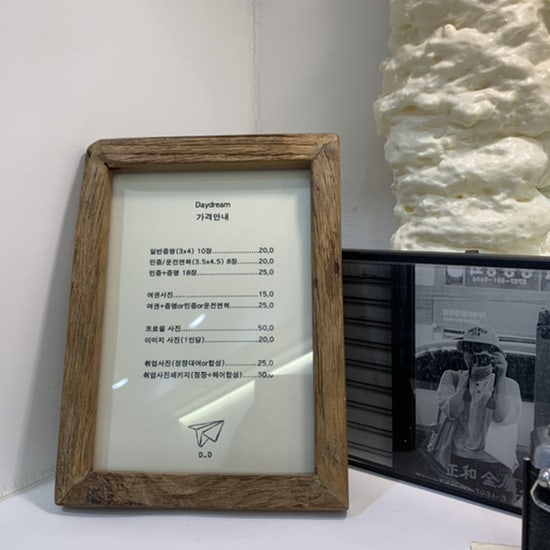 Daydream
가격안내
일반증명(3x4) 10장....................20,0
민증/운전면허(3.5x4.5) 8장..........20,0
민증+증명 18장..........................25,0
여권사진...................................15,0
여권+증명or민증or운전면허..........25,0
프로필 사진................................50,0
이미지 사진(1인당)......................20,0
취업사진(정장대여or합성)............25,0
취업사진패키지(정장+헤어합성)......30,0
D_D
正和金